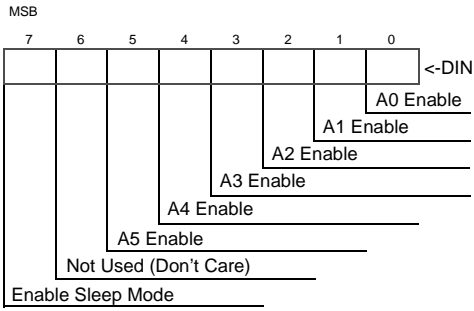 MSB
7 6 5 4 3 2 1 0
<-DIN
A0 Enable
A1 Enable
A2 Enable
A3 Enable
A4 Enable
A5 Enable
Not Used (Don't Care)
Enable Sleep Mode